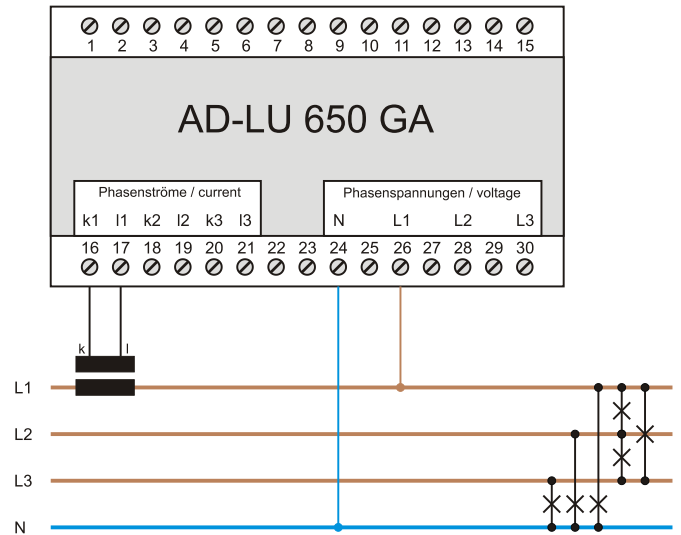 1 2 3 4 5 6 7 8 9 10 11 12 13 14 15
AD-LU 650 GA
Phasenströme / current
Phasenspannungen / voltage
k1 l1 k2 l2 k3 l3
N L1 L2 L3
16 17 18 19 20 21 22 23 24 25 26 27 28 29 30
k l
L1
L2
L3
N